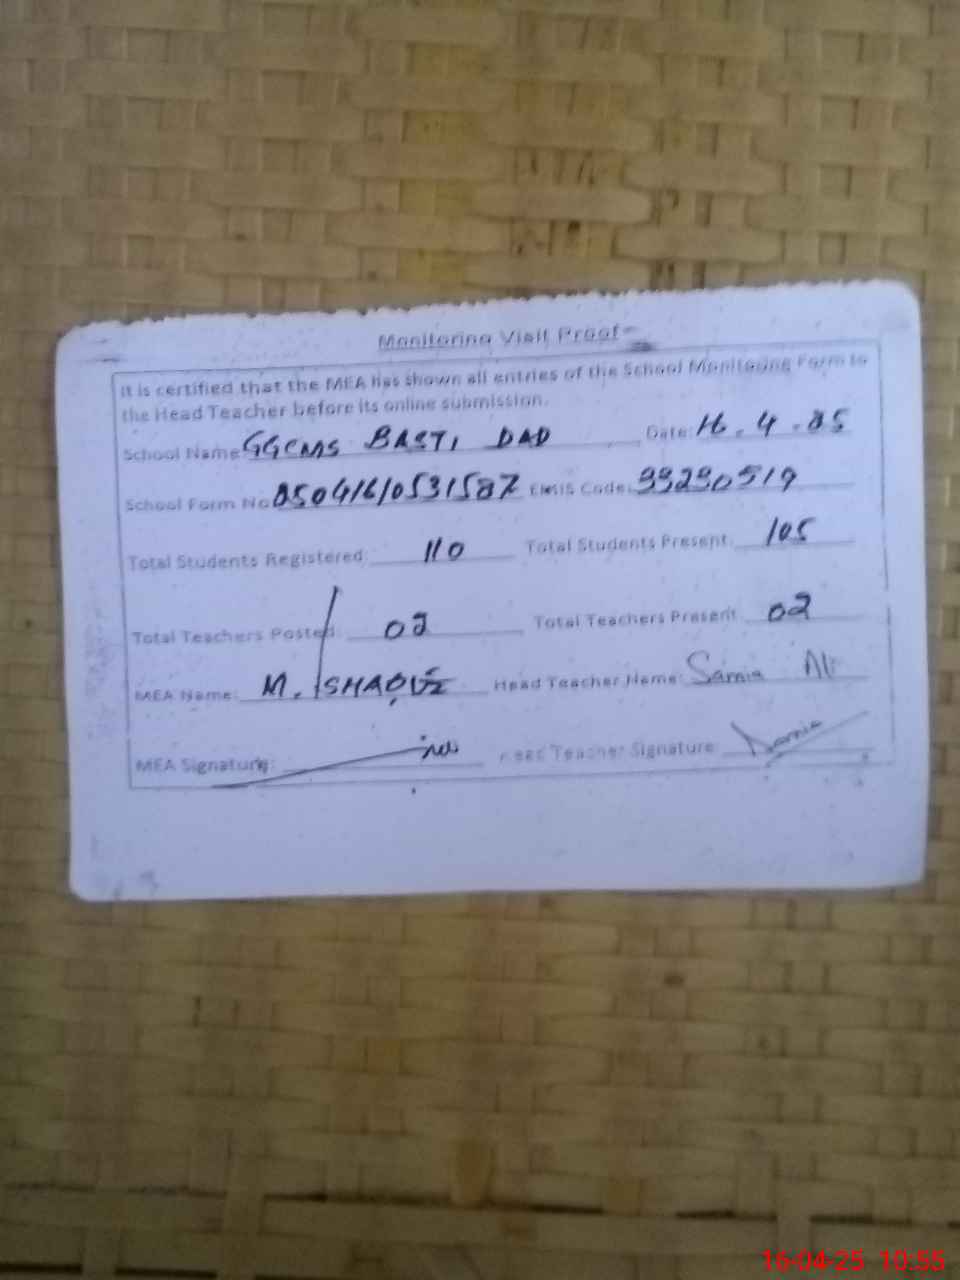 Monitoring Visit Proof
It is certified that the MEA has shown all entries of the School Monitoring Form to
the Head Teacher before its online submission.
School Name: GGCMS BASTI DAD Date: 16.4.25
School Form No EMIS Code: 33230519
Total Students Registered: 110 Total Students Present: 105
Total Teachers Posted: 02 Total Teachers Present: 02
MEA Name: M. Head Teacher Name: Samia Ali
MEA Signature: Head Teacher Signature: Samia
16-04-25 10:55